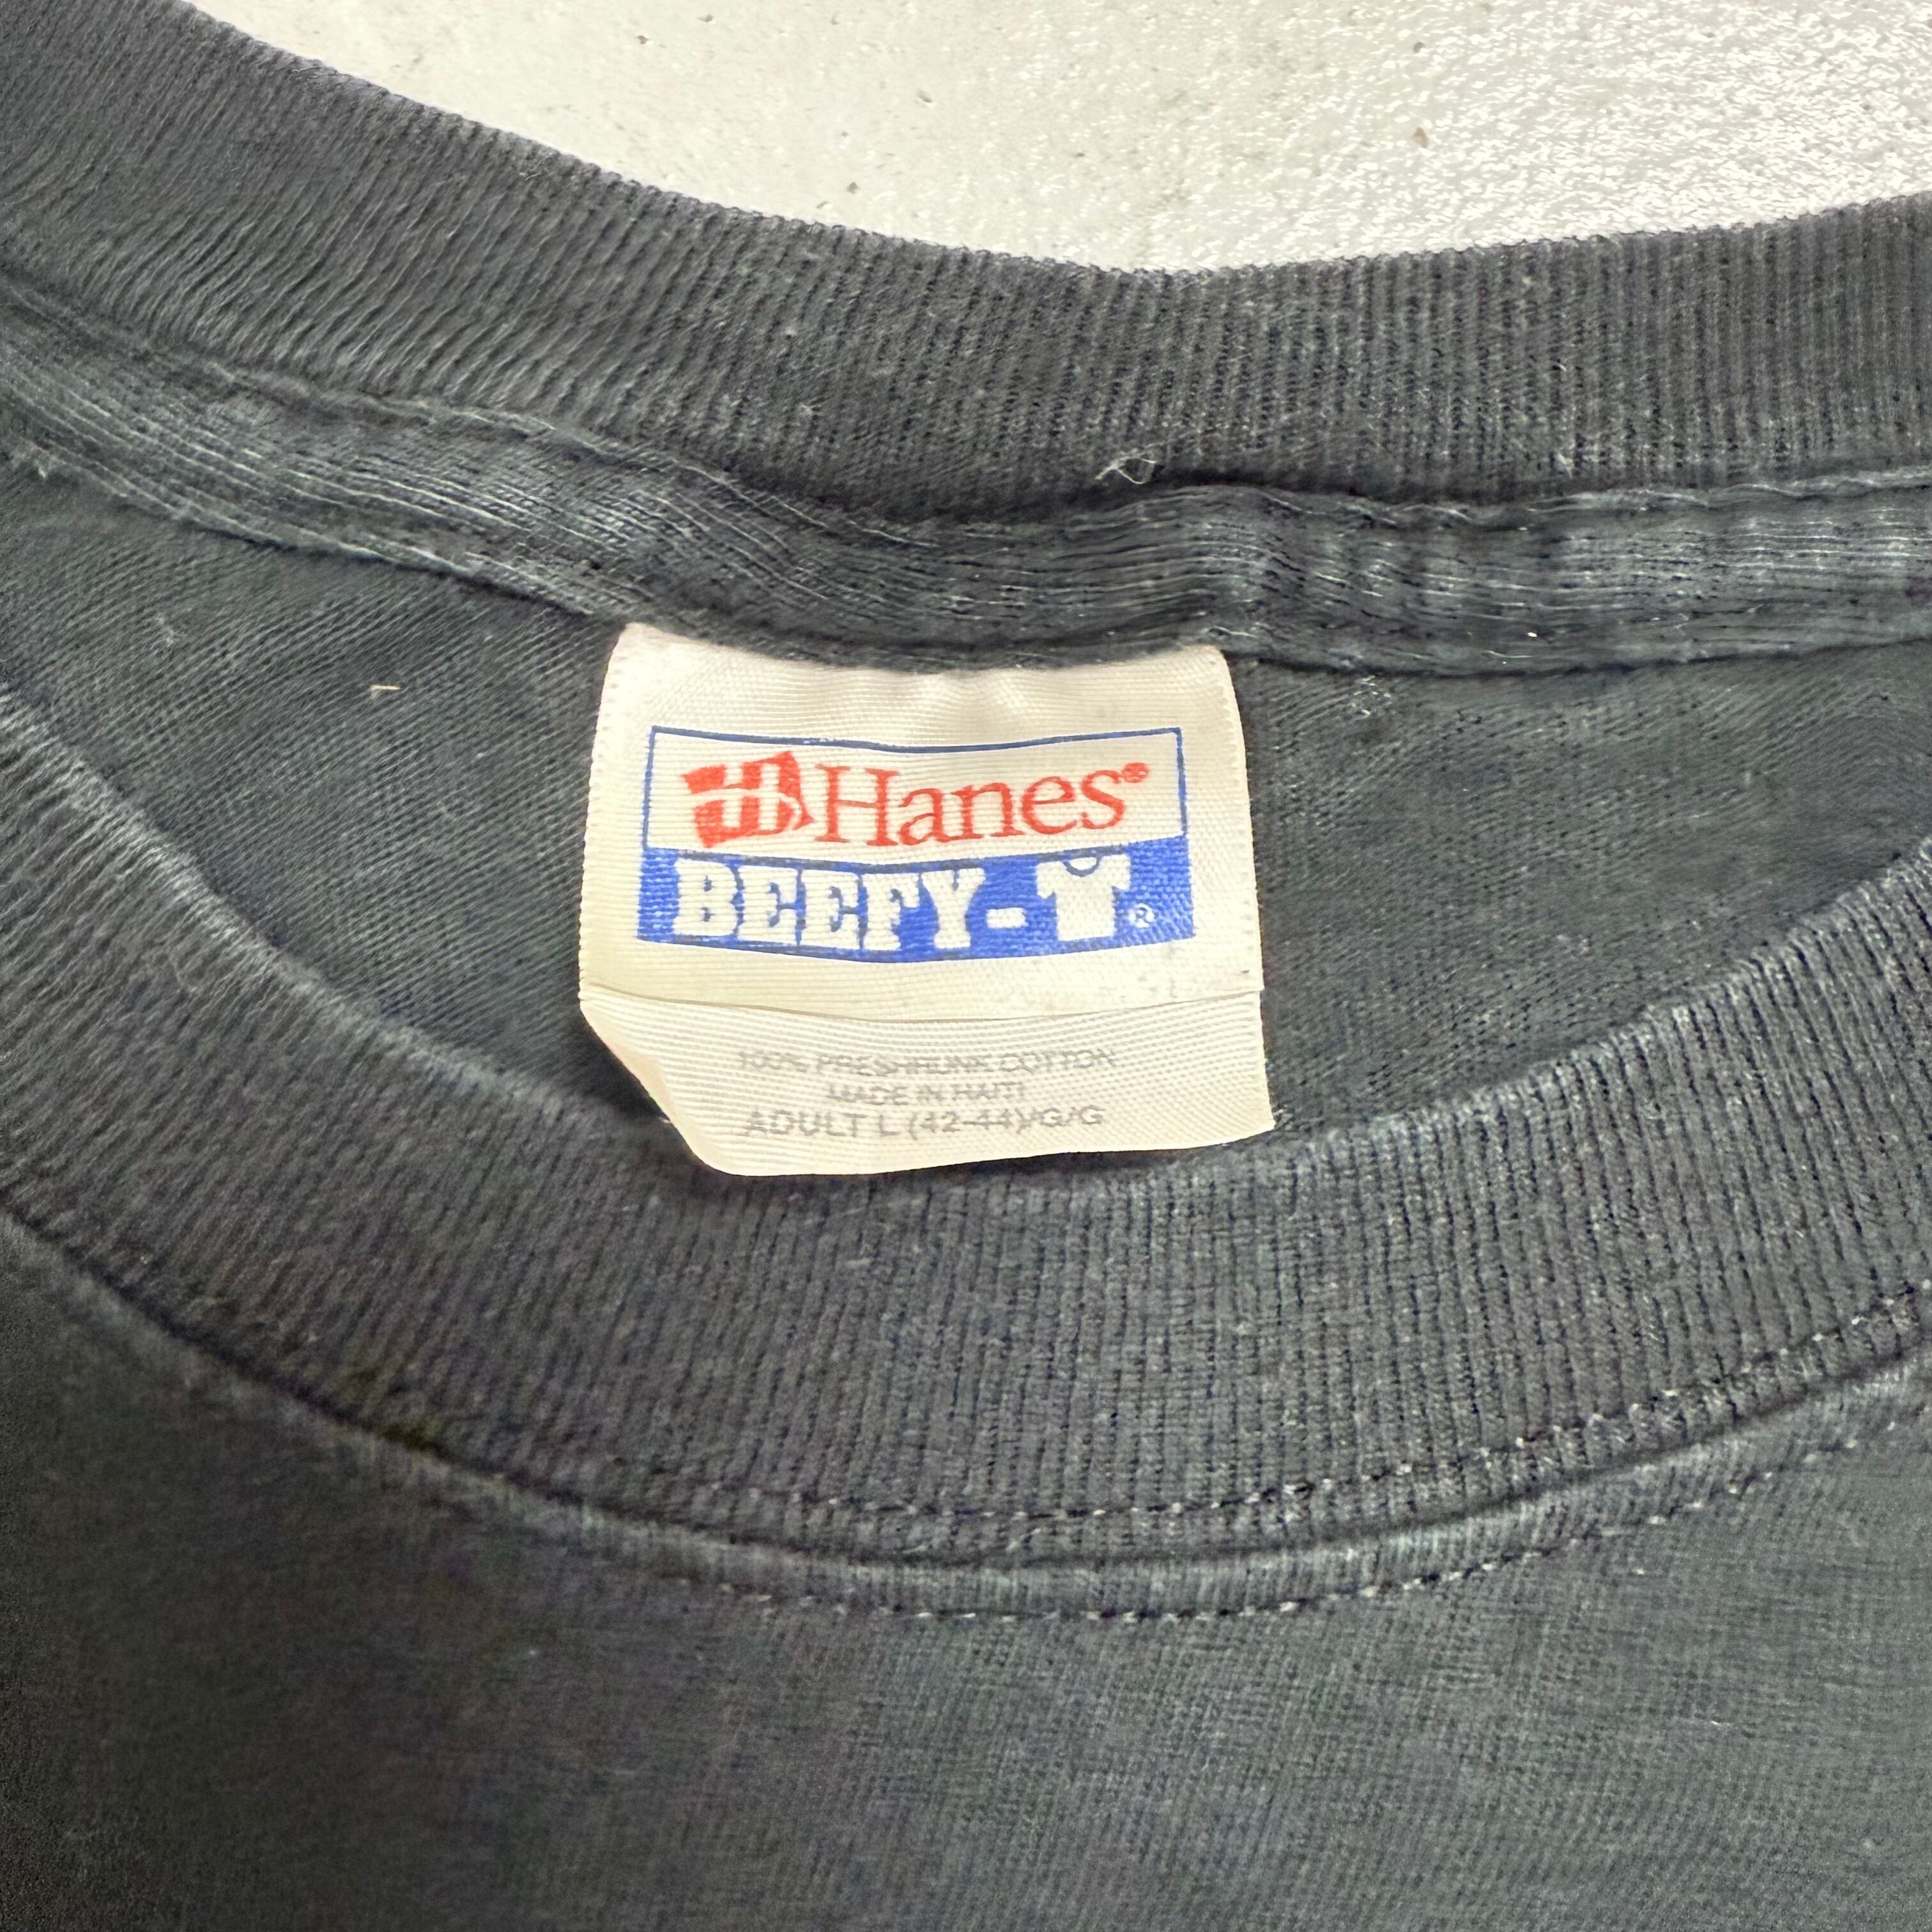 Hanes®
BEEFY-T®
100% PRESHRUNK COTTON
MADE IN HAITI
ADULT L (42-44)/G/G